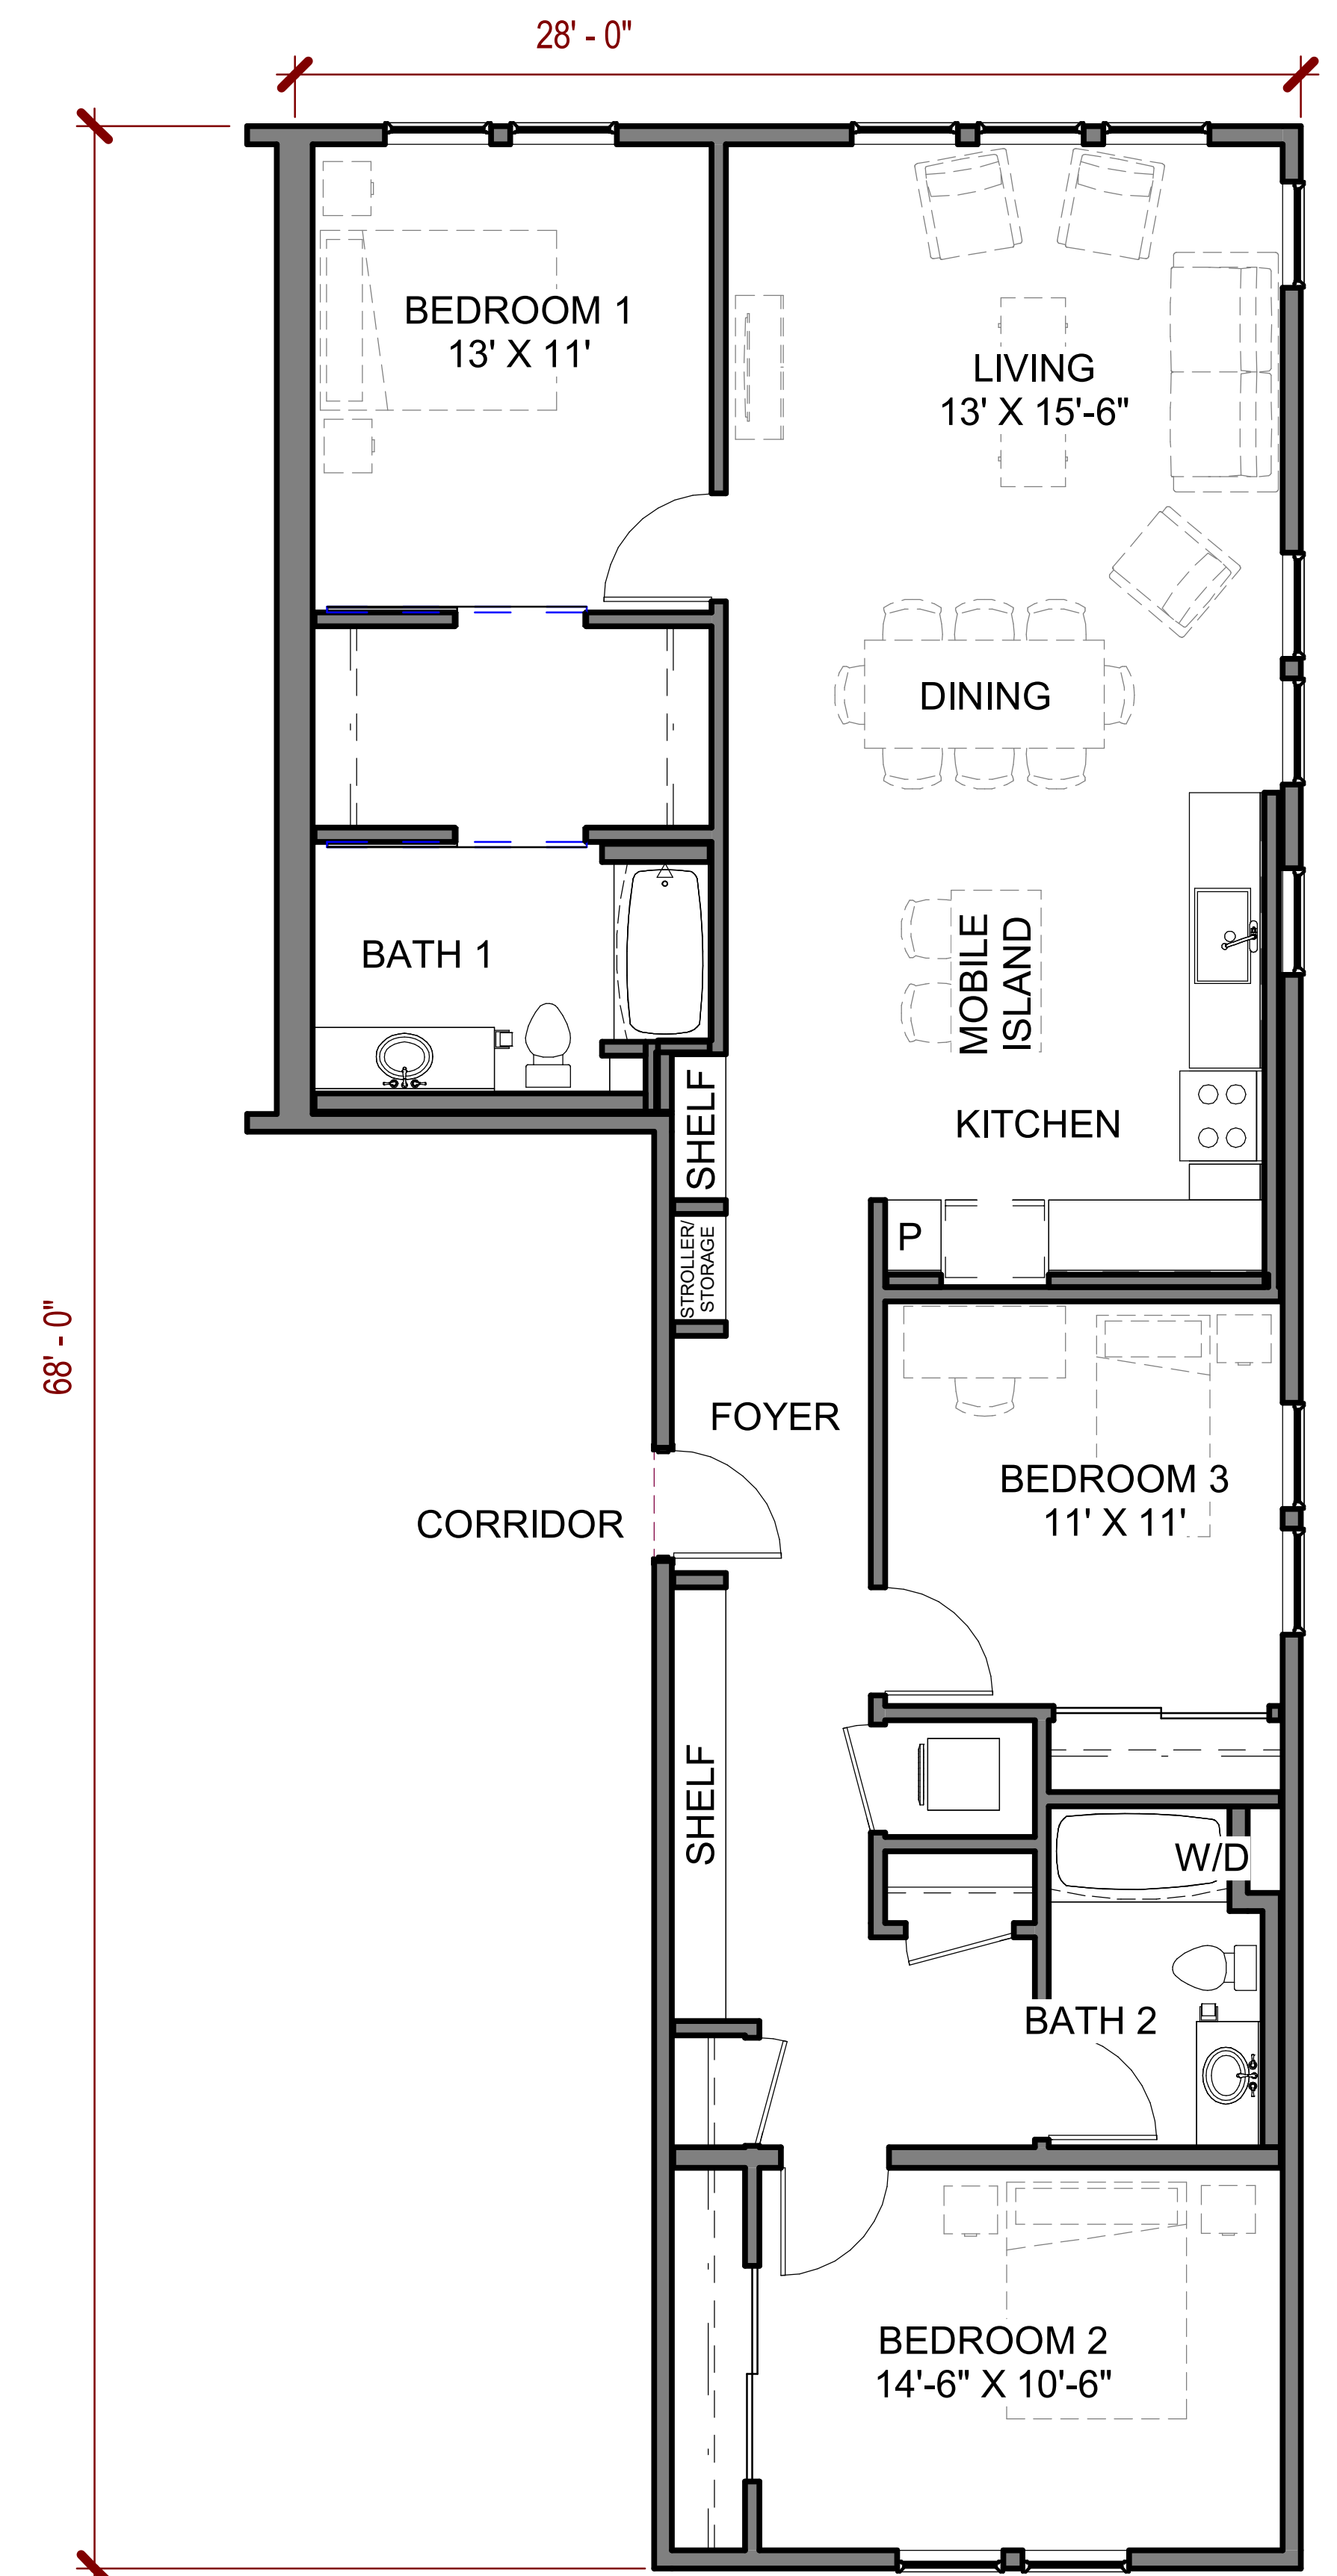 28' - 0"
BEDROOM 1
13' X 11'
LIVING
13' X 15'-6"
DINING
BATH 1
MOBILE
ISLAND
SHELF
KITCHEN
STROLLER/
STORAGE
P
68' - 0"
FOYER
BEDROOM 3
11' X 11'
CORRIDOR
SHELF
W/D
BATH 2
BEDROOM 2
14'-6" X 10'-6"